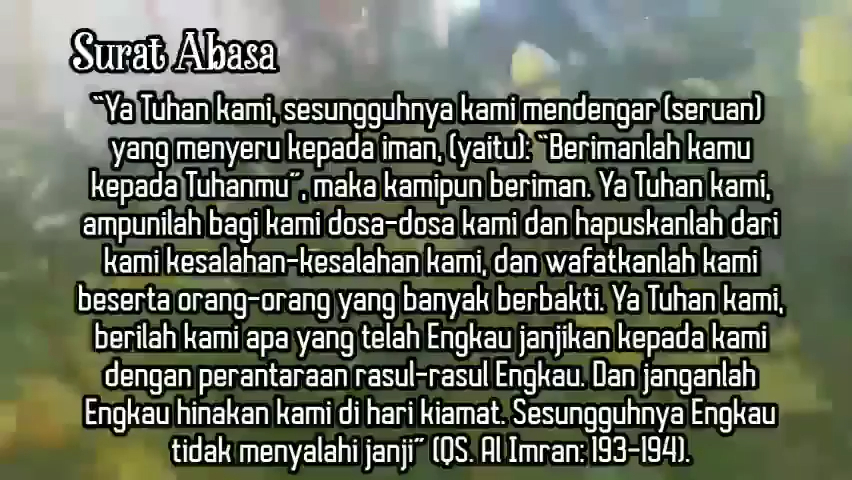 Surat Abasa
"Ya Tuhan kami, sesungguhnya kami mendengar (seruan)
yang menyeru kepada iman, (yaitu): "Berimanlah kamu
kepada Tuhanmu", maka kamipun beriman. Ya Tuhan kami,
ampunilah bagi kami dosa-dosa kami dan hapuskanlah dari
kami kesalahan-kesalahan kami, dan wafatkanlah kami
beserta orang-orang yang banyak berbakti. Ya Tuhan kami,
berilah kami apa yang telah Engkau janjikan kepada kami
dengan perantaraan rasul-rasul Engkau. Dan janganlah
Engkau hinakan kami di hari kiamat. Sesungguhnya Engkau
tidak menyalahi janji" (QS. Al Imran: 193-194).